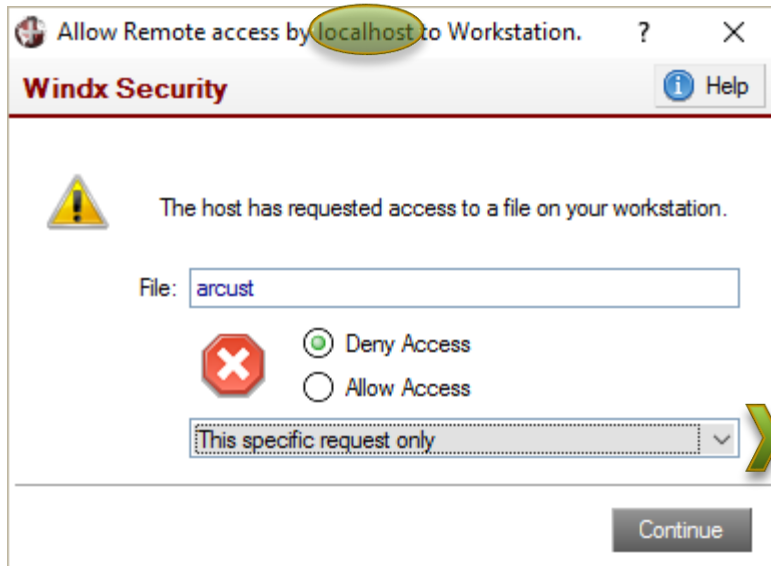 Allow Remote access by localhost to Workstation.
?
Windx Security
Help
The host has requested access to a file on your workstation.
File: arcust
Deny Access
Allow Access
This specific request only
Continue